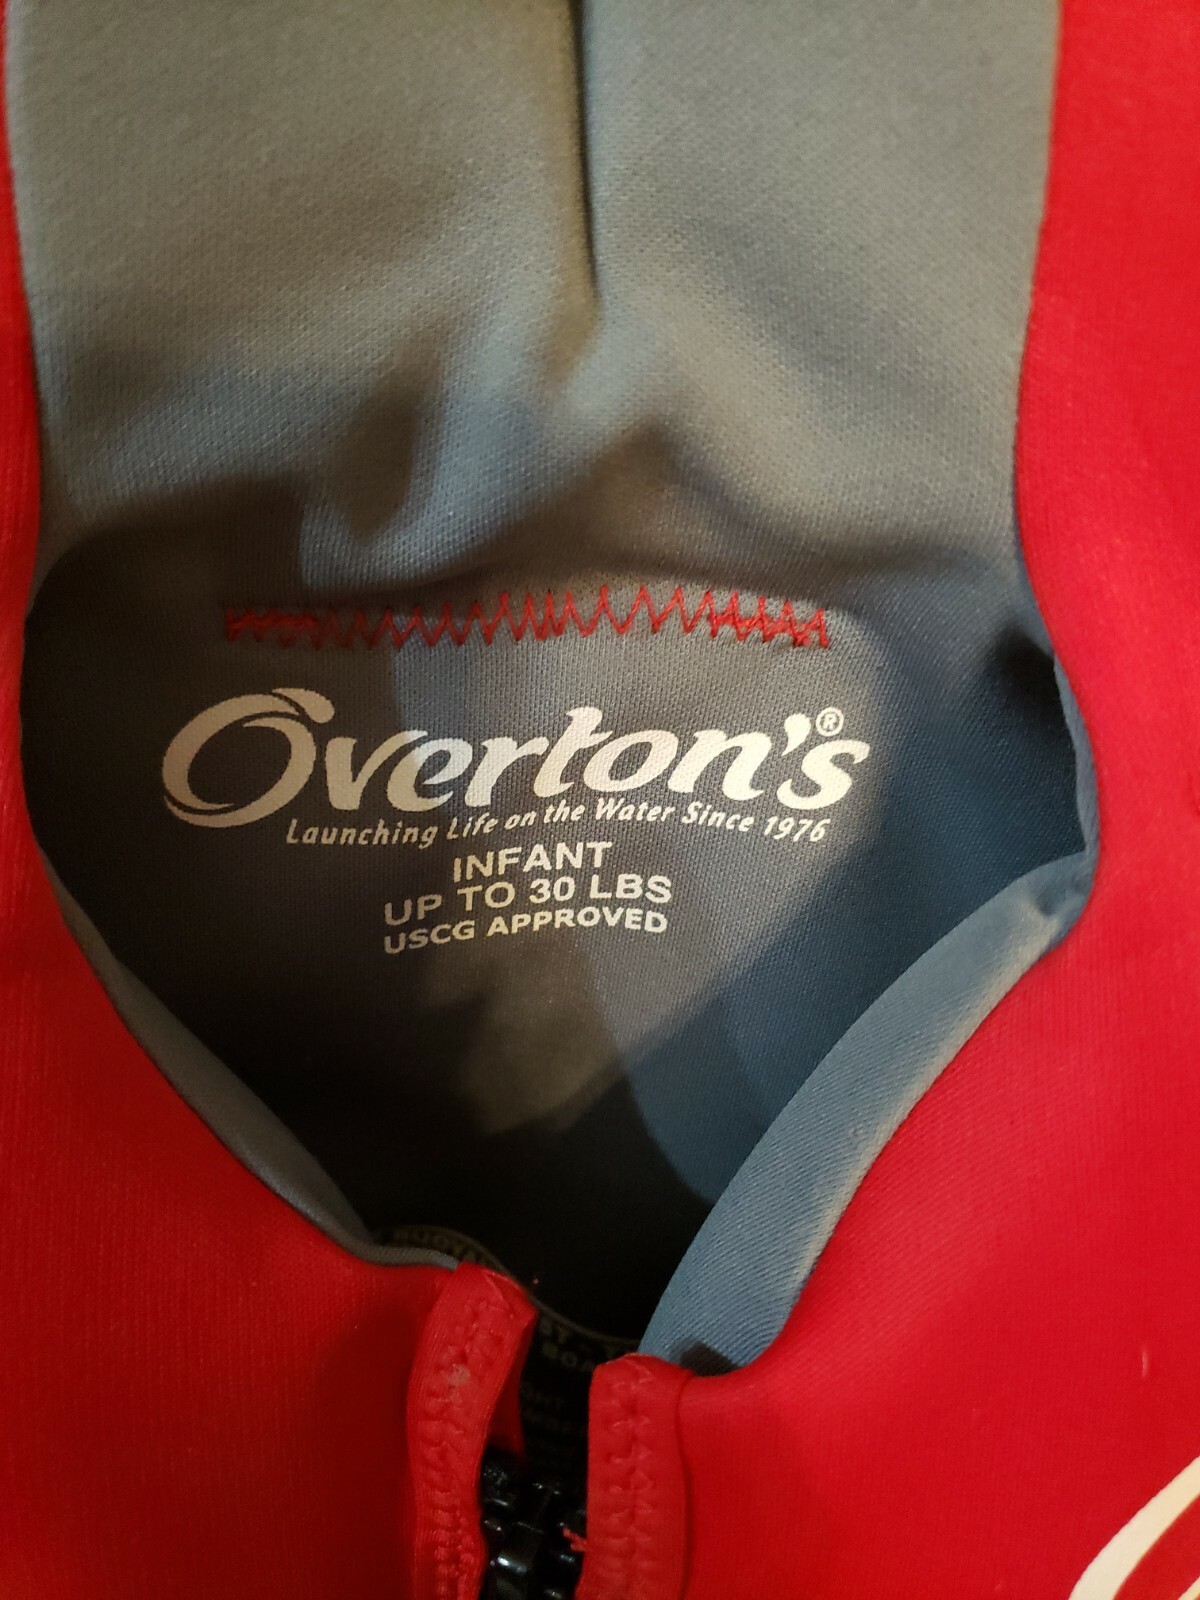 Overton's®
Launching Life on the Water Since 1976
INFANT
UP TO 30 LBS
USCG APPROVED